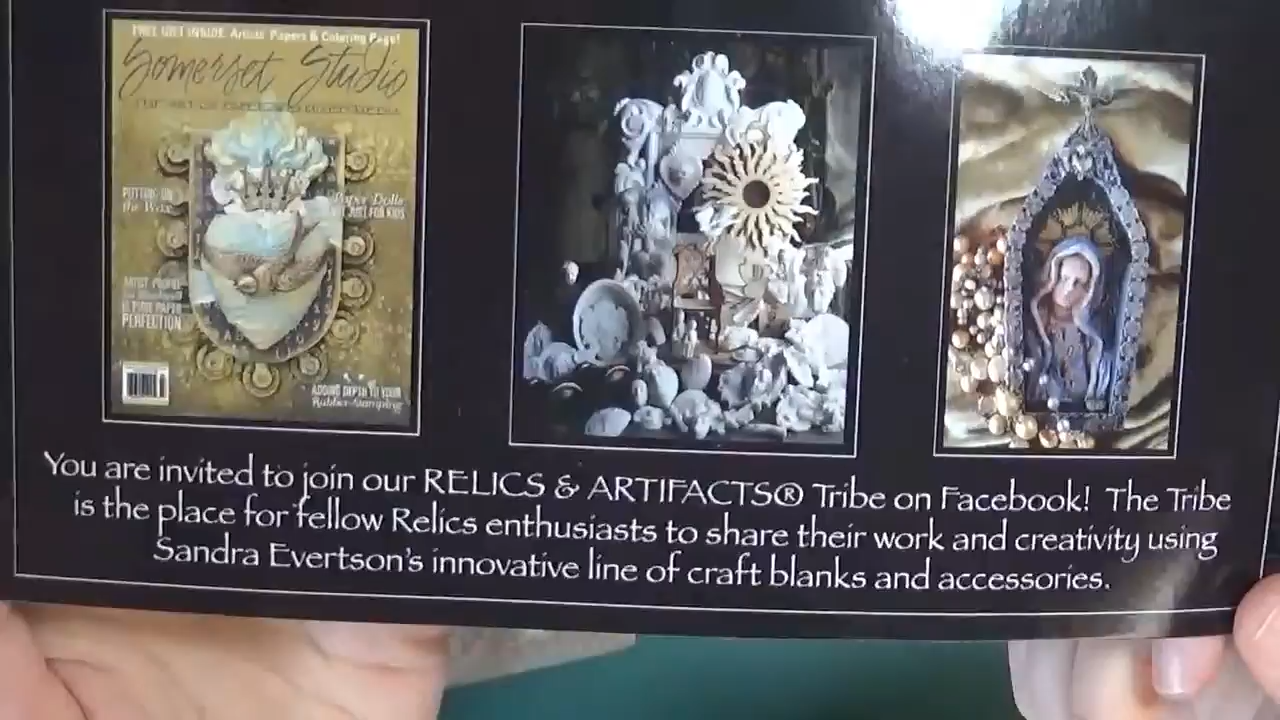 FREE GIFT INSIDE Artists' Papers & Coloring Page!
Somerset Studio
PUTTING ON
the Wax
Paper Dolls
NOT JUST FOR KIDS
ARTIST
PERFECTION
ADDING DEPTH TO YOUR
Rubber-Stamping
You are invited to join our RELICS & ARTIFACTS® Tribe on Facebook! The Tribe
is the place for fellow Relics enthusiasts to share their work and creativity using
Sandra Evertson's innovative line of craft blanks and accessories.